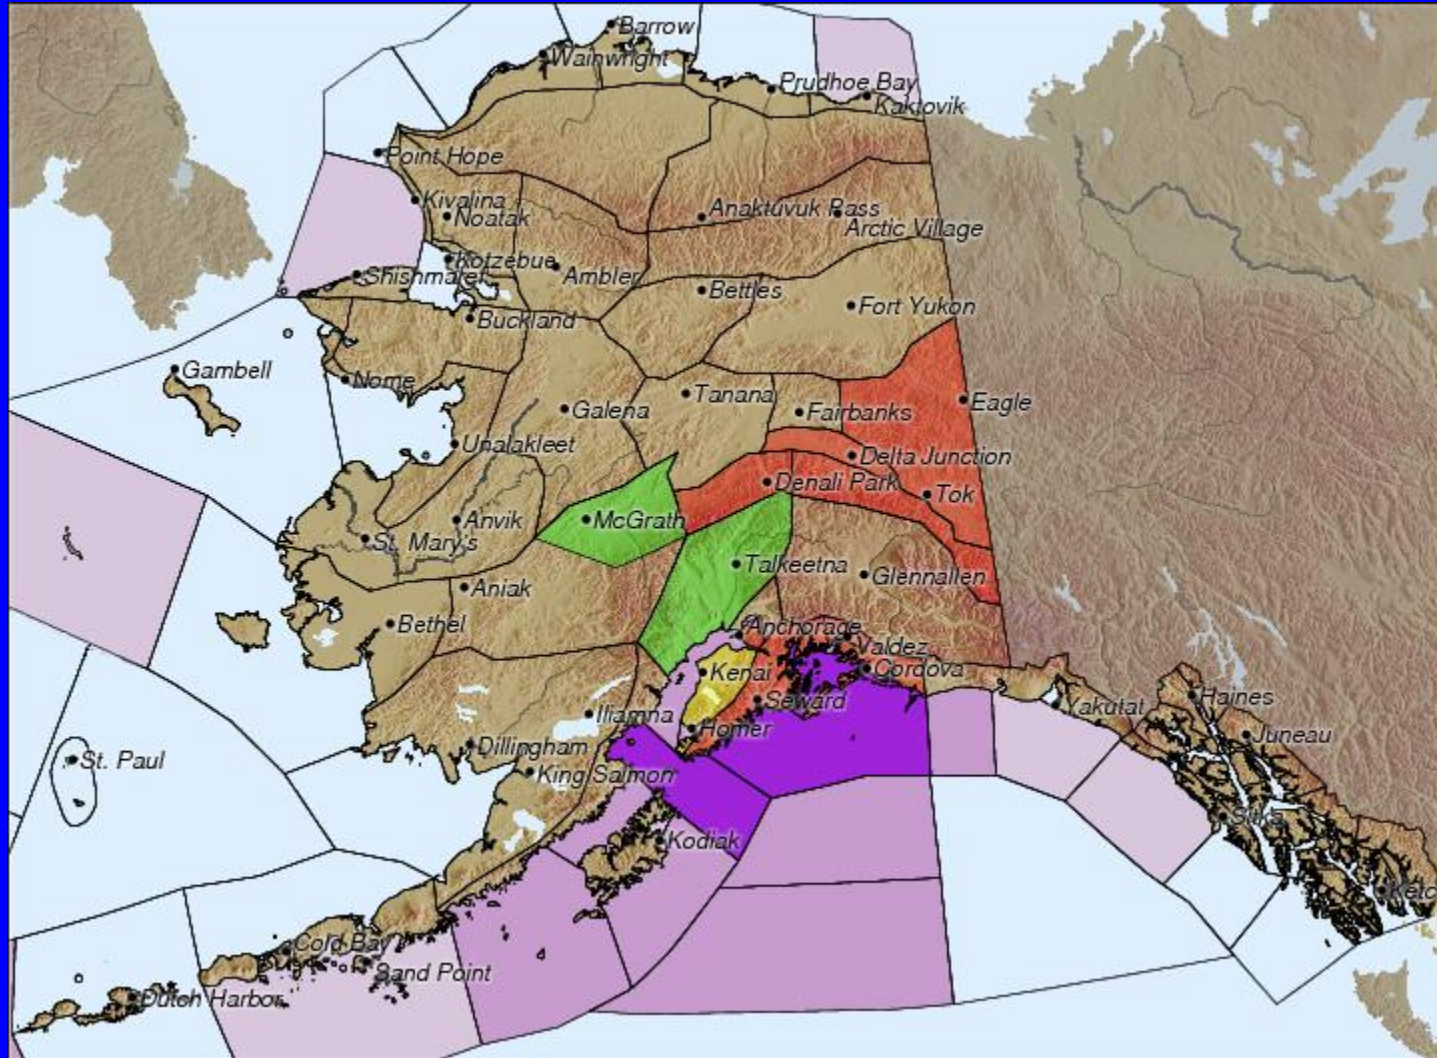 Barrow
Wainwright
Prudhoe Bay
Kaktovik
Point Hope
Kivalina
Noatak
Anaktuvuk Pass
Arctic Village
Kotzebue
Shishmaref
Ambler
Bettles
Fort Yukon
Buckland
Gambell
Nome
Tanana
Galena
Fairbanks
Eagle
Unalakleet
Delta Junction
Denali Park
Tok
McGrath
Anvik
St. Mary's
Talkeetna
Glennallen
Aniak
Bethel
Anchorage
Valdez
Cordova
Kenai
Seward
Haines
Yakutat
Iliamna
Homer
Juneau
Dillingham
St. Paul
King Salmon
Sitka
Kodiak
Ketc
Cold Bay
Sand Point
Dutch Harbor